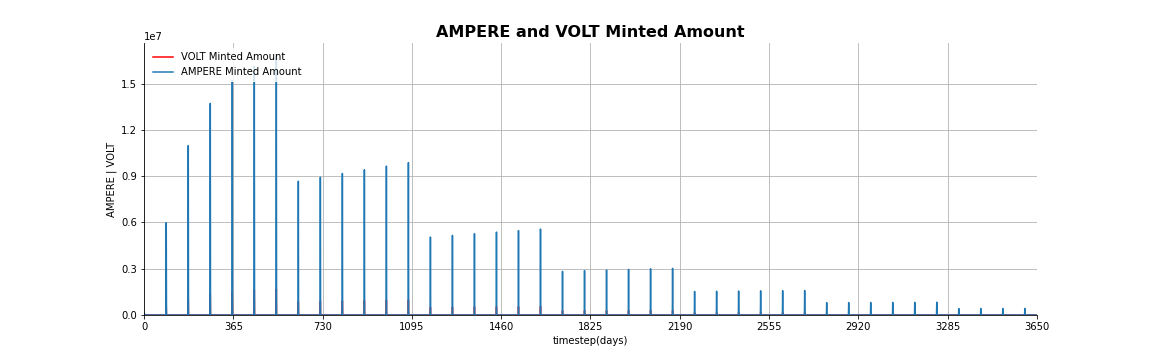 AMPERE and VOLT Minted Amount
1e7
VOLT Minted Amount
AMPERE Minted Amount
1.5
1.2
0.9
0.6
0.3
0.0
AMPERE | VOLT
0 365 730 1095 1460 1825 2190 2555 2920 3285 3650
timestep(days)